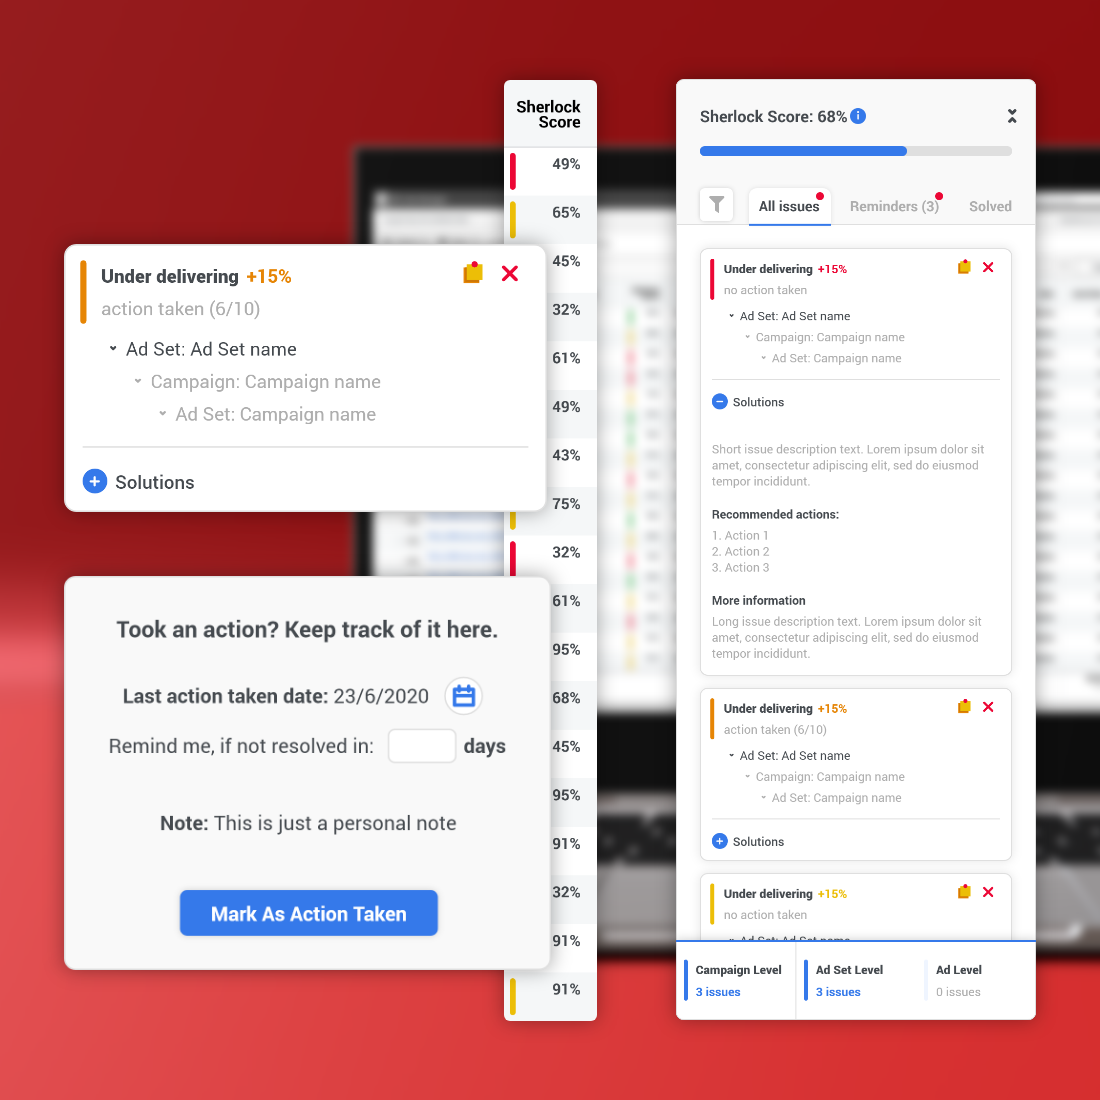 Sherlock
Score
49%
65%
45%
32%
61%
49%
43%
75%
32%
61%
95%
68%
45%
95%
91%
32%
91%
91%
Under delivering +15%
action taken (6/10)
Ad Set: Ad Set name
Campaign: Campaign name
Ad Set: Campaign name
Solutions
Took an action? Keep track of it here.
Last action taken date: 23/6/2020
Remind me, if not resolved in: days
Note: This is just a personal note
Mark As Action Taken
Sherlock Score: 68%
All issues Reminders (3) Solved
Under delivering +15%
no action taken
Ad Set: Ad Set name
Campaign: Campaign name
Ad Set: Campaign name
Solutions
Short issue description text. Lorem ipsum dolor sit
amet, consectetur adipiscing elit, sed do eiusmod
tempor incididunt.
Recommended actions:
1. Action 1
2. Action 2
3. Action 3
More information
Long issue description text. Lorem ipsum dolor sit
amet, consectetur adipiscing elit, sed do eiusmod
tempor incididunt.
Under delivering +15%
action taken (6/10)
Ad Set: Ad Set name
Campaign: Campaign name
Ad Set: Campaign name
Solutions
Under delivering +15%
no action taken
Ad Set: Ad Set name
Campaign Level Ad Set Level Ad Level
3 issues 3 issues 0 issues